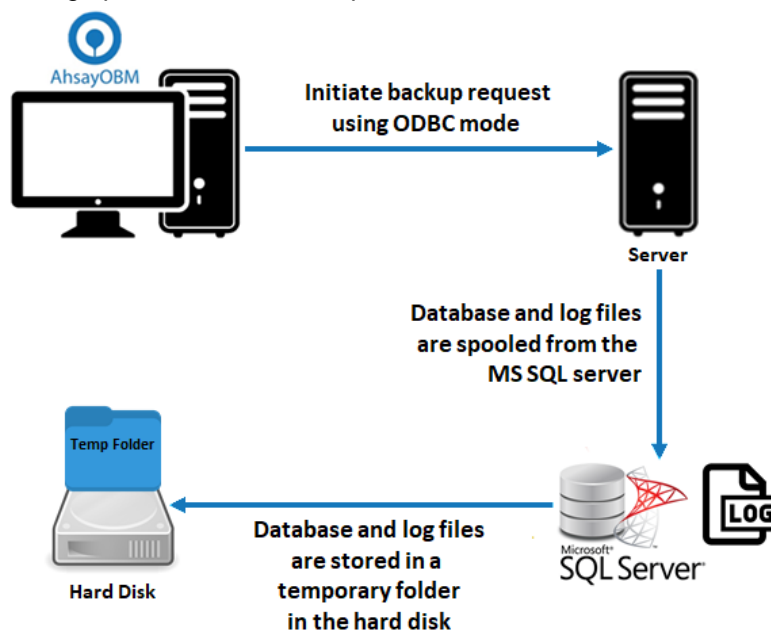 AhsayOBM
Initiate backup request
using ODBC mode
Server
Database and log files
are spooled from the
MS SQL server
Temp Folder
LOG
Microsoft®
SQL Server®
Database and log files
are stored in a
temporary folder
in the hard disk
Hard Disk